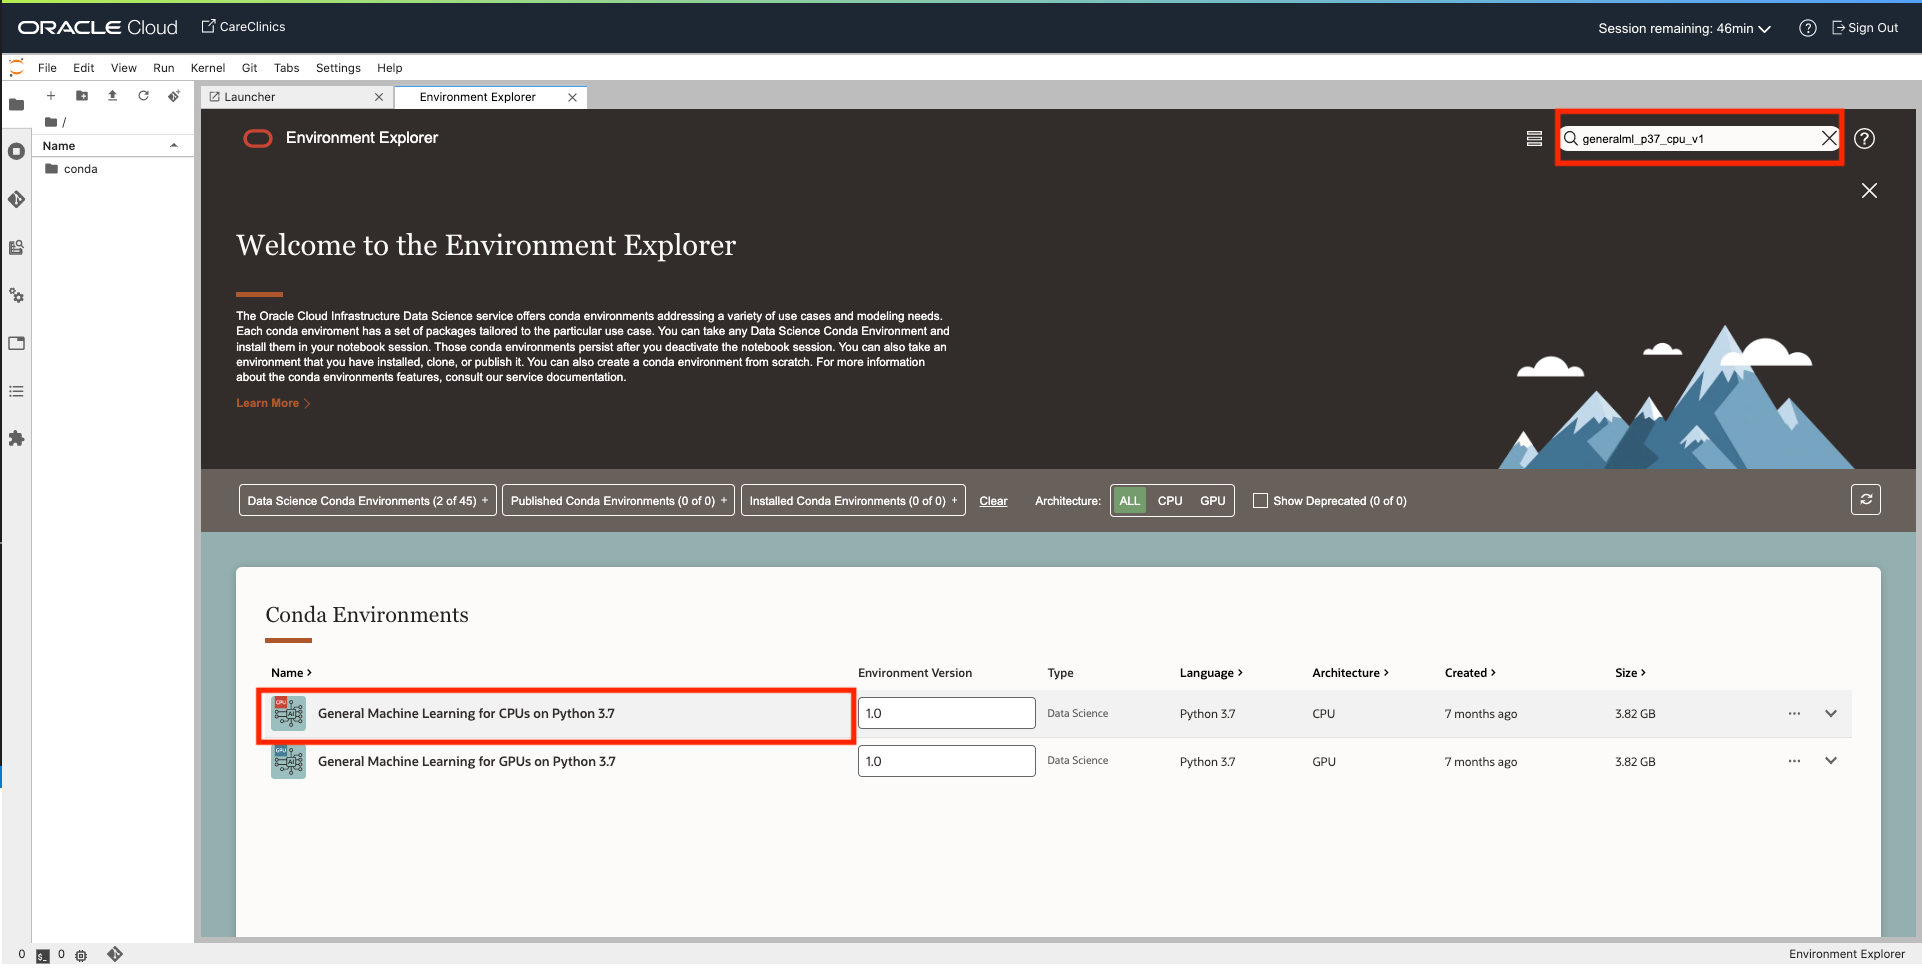 ORACLE Cloud CareClinics Session remaining: 46min Sign Out
File Edit View Run Kernel Git Tabs Settings Help
Launcher Environment Explorer
/
Name
conda
Environment Explorer
generalml_p37_cpu_v1
Welcome to the Environment Explorer
The Oracle Cloud Infrastructure Data Science service offers conda environments addressing a variety of use cases and modeling needs.
Each conda enviroment has a set of packages tailored to the particular use case. You can take any Data Science Conda Environment and
install them in your notebook session. Those conda environments persist after you deactivate the notebook session. You can also take an
environment that you have installed, clone, or publish it. You can also create a conda environment from scratch. For more information
about the conda environments features, consult our service documentation.
Learn More >
Data Science Conda Environments (2 of 45) + Published Conda Environments (0 of 0) + Installed Conda Environments (0 of 0) + Clear Architecture: ALL CPU GPU Show Deprecated (0 of 0)
Conda Environments
Name > Environment Version Type Language > Architecture > Created > Size >
CPU AI General Machine Learning for CPUs on Python 3.7 1.0 Data Science Python 3.7 CPU 7 months ago 3.82 GB ...
GPU AI General Machine Learning for GPUs on Python 3.7 1.0 Data Science Python 3.7 GPU 7 months ago 3.82 GB ...
0 $_ 0 Environment Explorer